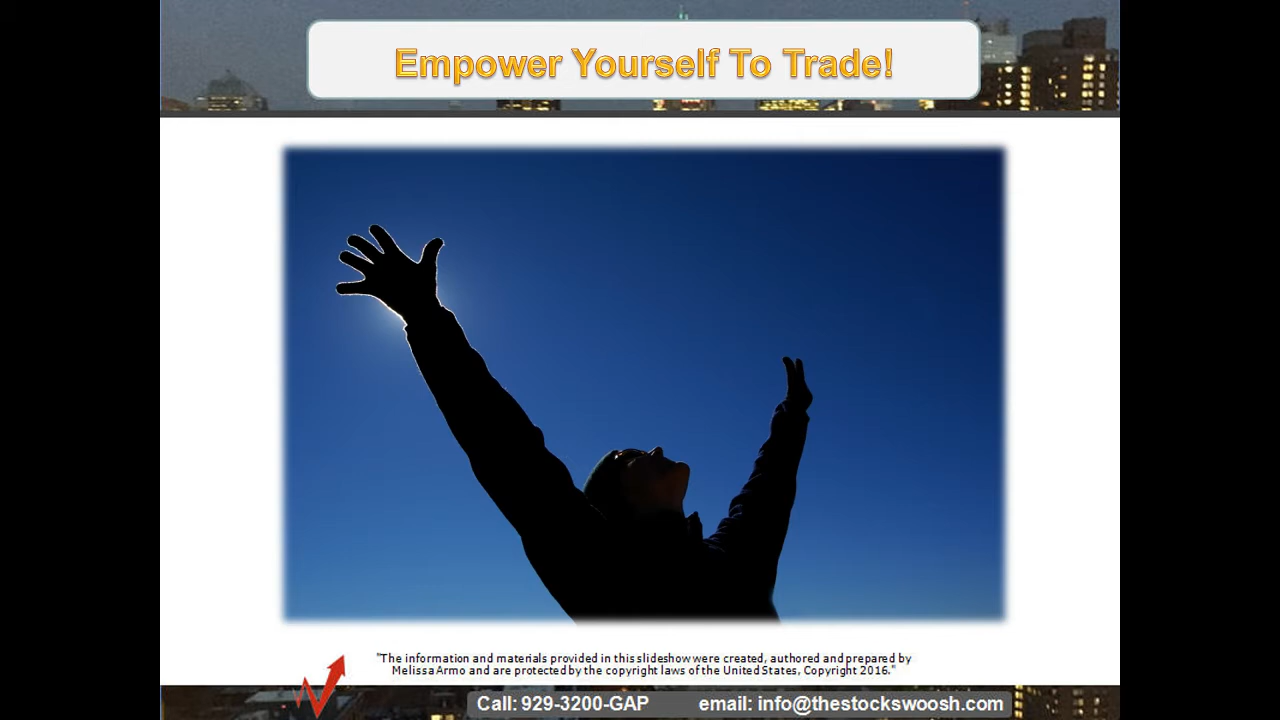 Empower Yourself To Trade!
"The information and materials provided in this slideshow were created, authored and prepared by
Melissa Armo and are protected by the copyright laws of the United States, Copyright 2016."
Call: 929-3200-GAP email: info@thestockswoosh.com